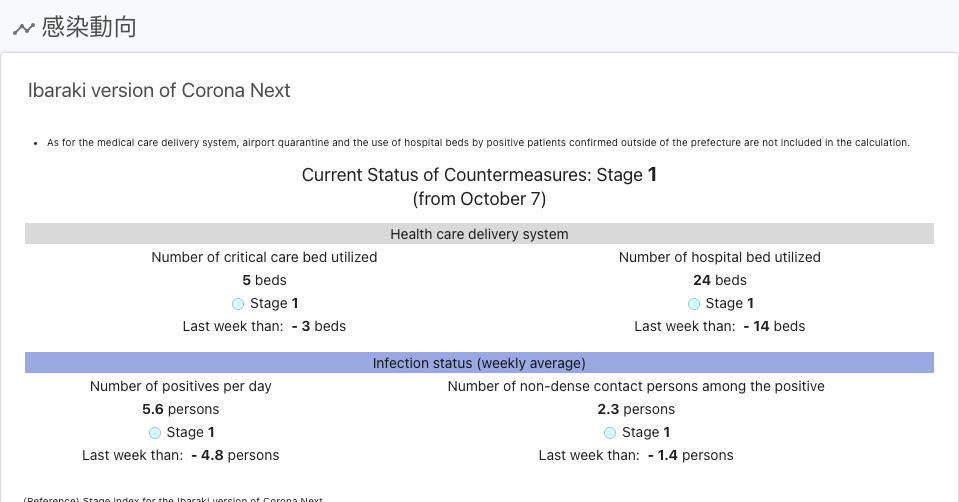 感染動向
Ibaraki version of Corona Next
• As for the medical care delivery system, airport quarantine and the use of hospital beds by positive patients confirmed outside of the prefecture are not included in the calculation.
Current Status of Countermeasures: Stage 1
(from October 7)
Health care delivery system
Number of critical care bed utilized
5 beds
Stage 1
Last week than: - 3 beds
Number of hospital bed utilized
24 beds
Stage 1
Last week than: - 14 beds
Infection status (weekly average)
Number of positives per day
5.6 persons
Stage 1
Last week than: - 4.8 persons
Number of non-dense contact persons among the positive
2.3 persons
Stage 1
Last week than: - 1.4 persons
(Reference) Stage index for the Ibaraki version of Corona Next